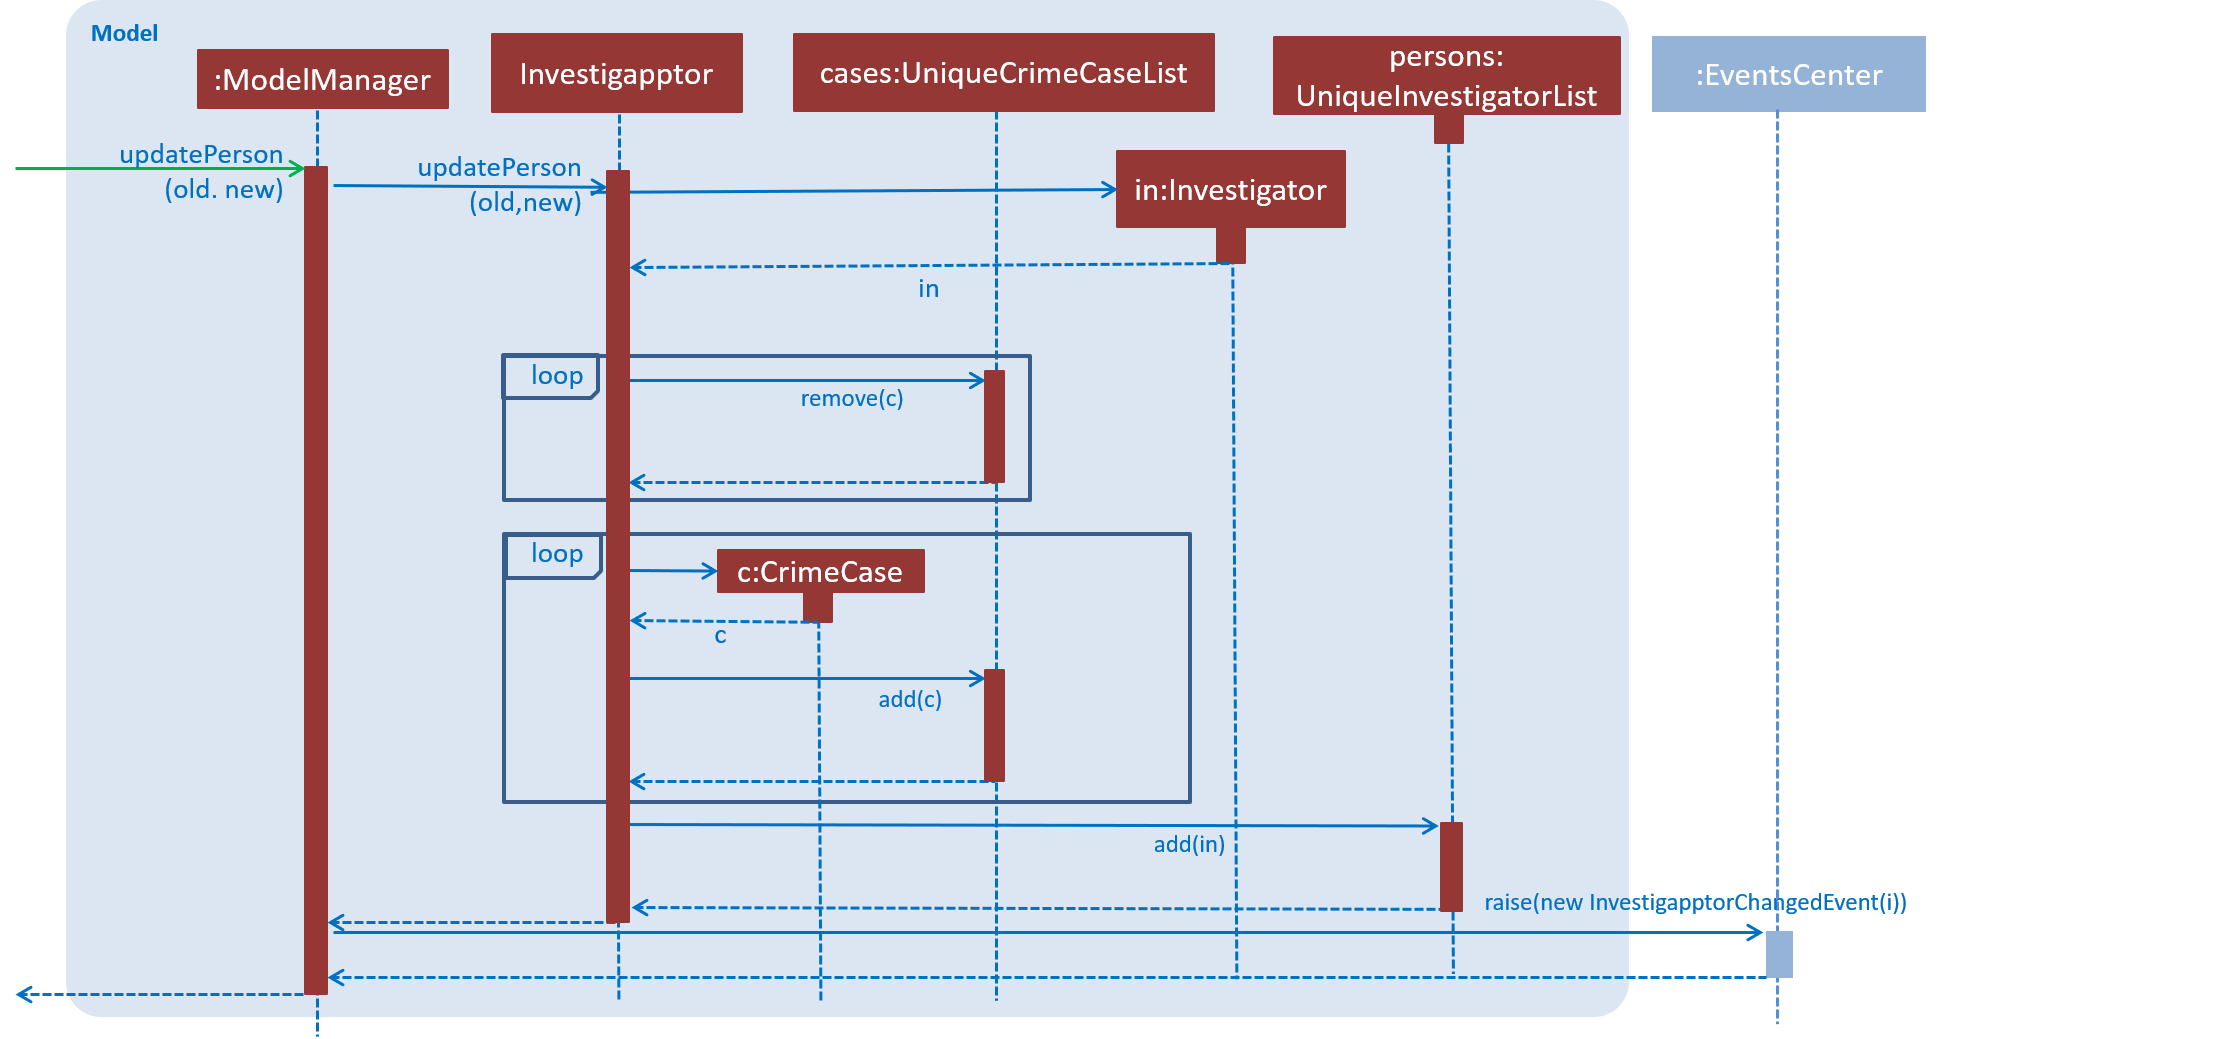 Model
:ModelManager
Investigapptor
cases:UniqueCrimeCaseList
persons:
UniqueInvestigatorList
:EventsCenter
updatePerson
(old. new)
updatePerson
(old,new)
in:Investigator
in
loop
remove(c)
loop
c:CrimeCase
c
add(c)
add(in)
raise(new InvestigapptorChangedEvent(i))